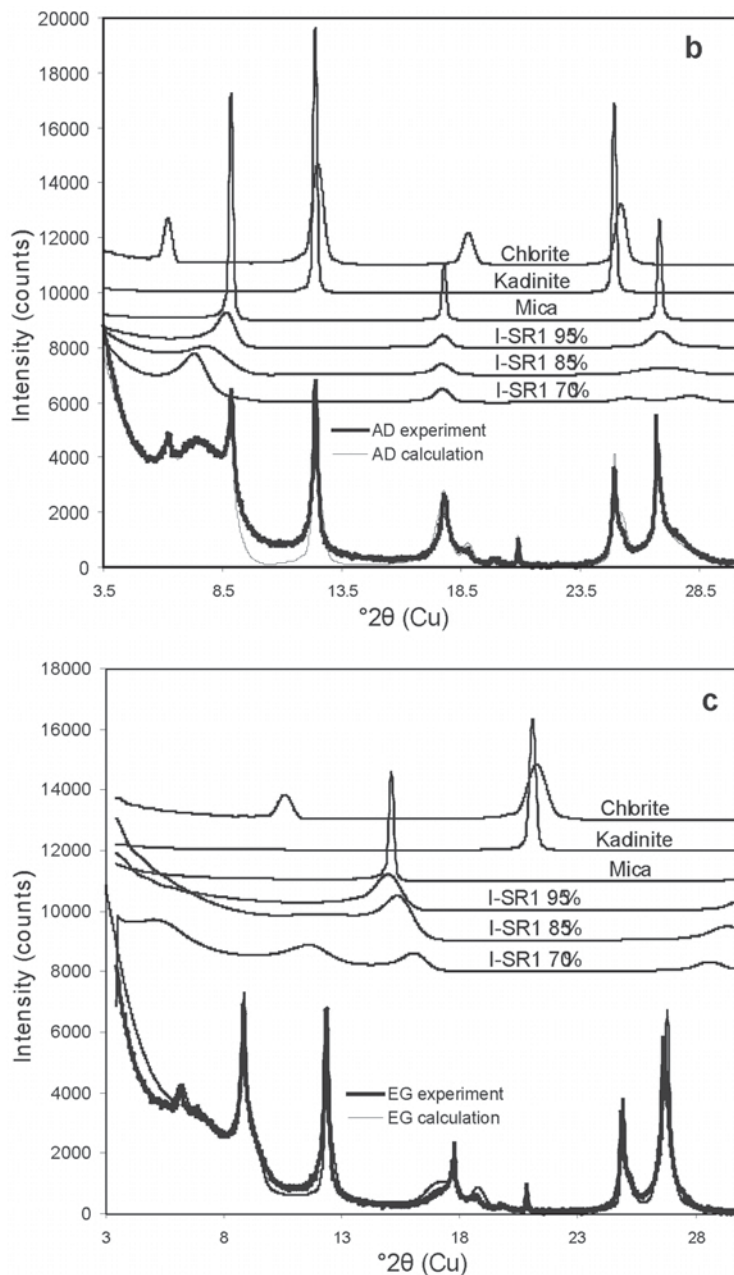 b
20000
18000
16000
14000
12000
10000
8000
6000
4000
2000
0
Intensity (counts)
Chlorite
Kadinite
Mica
I-SR1 95%
I-SR1 85%
I-SR1 70%
AD experiment
AD calculation
3.5 8.5 13.5 18.5 23.5 28.5
°2θ (Cu)
c
18000
16000
14000
12000
10000
8000
6000
4000
2000
0
Intensity (counts)
Chlorite
Kadinite
Mica
I-SR1 95%
I-SR1 85%
I-SR1 70%
EG experiment
EG calculation
3 8 13 18 23 28
°2θ (Cu)